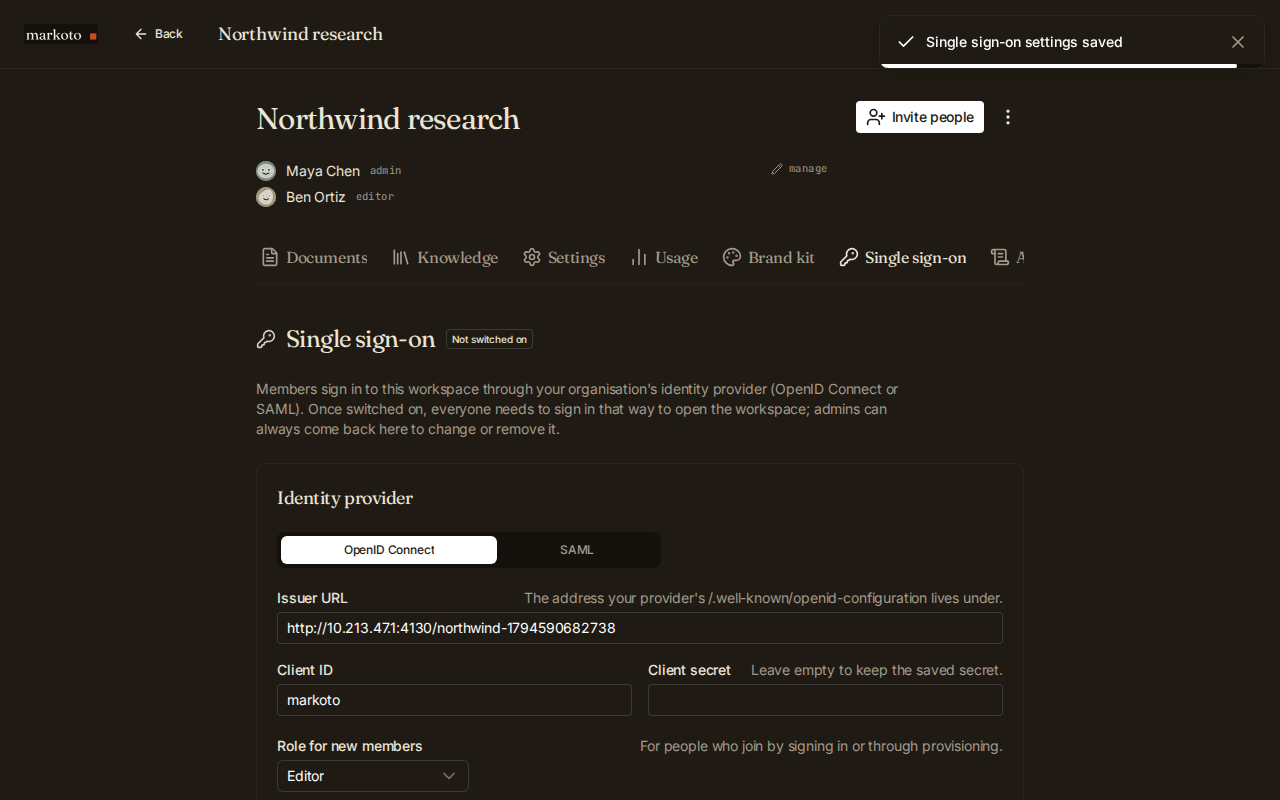 markoto
Back
Northwind research
Single sign-on settings saved
Northwind research
Invite people
Maya Chen admin
manage
Ben Ortiz editor
Documents Knowledge Settings Usage Brand kit Single sign-on
Single sign-on Not switched on
Members sign in to this workspace through your organisation's identity provider (OpenID Connect or
SAML). Once switched on, everyone needs to sign in that way to open the workspace; admins can
always come back here to change or remove it.
Identity provider
OpenID Connect SAML
Issuer URL The address your provider's /.well-known/openid-configuration lives under.
http://10.213.47.1:4130/northwind-1794590682738
Client ID Client secret Leave empty to keep the saved secret.
markoto
Role for new members For people who join by signing in or through provisioning.
Editor